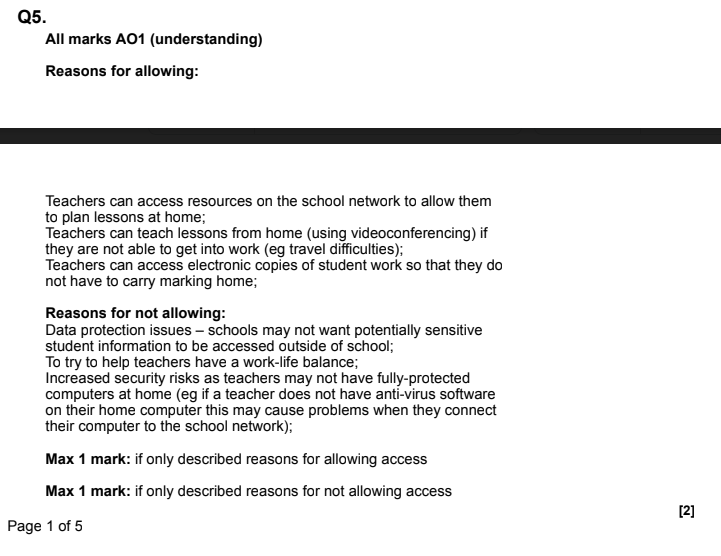 Q5.
All marks AO1 (understanding)
Reasons for allowing:
Teachers can access resources on the school network to allow them
to plan lessons at home;
Teachers can teach lessons from home (using videoconferencing) if
they are not able to get into work (eg travel difficulties);
Teachers can access electronic copies of student work so that they do
not have to carry marking home;
Reasons for not allowing:
Data protection issues – schools may not want potentially sensitive
student information to be accessed outside of school;
To try to help teachers have a work-life balance;
Increased security risks as teachers may not have fully-protected
computers at home (eg if a teacher does not have anti-virus software
on their home computer this may cause problems when they connect
their computer to the school network);
Max 1 mark: if only described reasons for allowing access
Max 1 mark: if only described reasons for not allowing access
[2]
Page 1 of 5